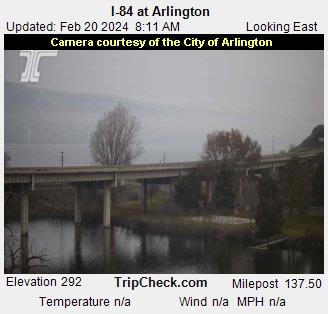 I-84 at Arlington
Updated: Feb 20 2024 8:11 AM Looking East
Camera courtesy of the City of Arlington
Elevation 292 TripCheck.com Milepost 137.50
Temperature n/a Wind n/a MPH n/a